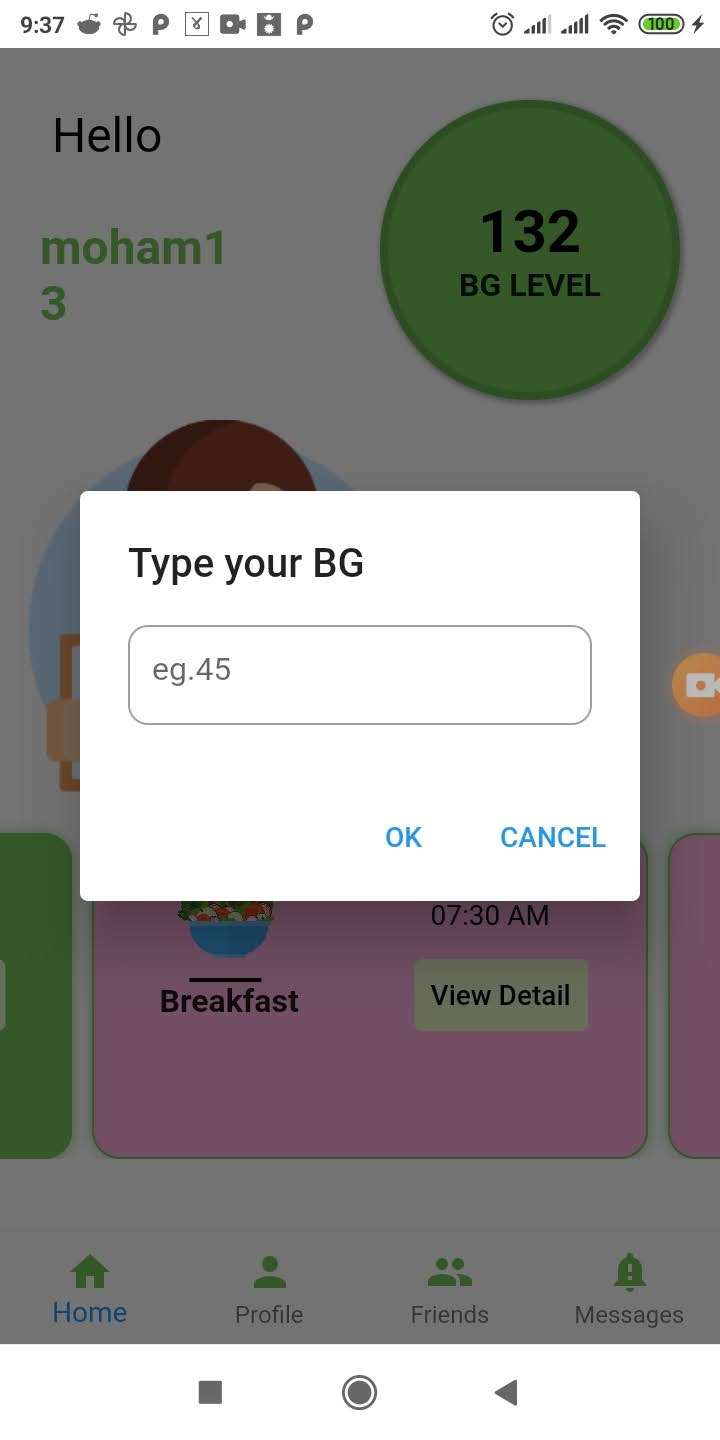 9:37
100
Hello
moham1
3
132
BG LEVEL
Type your BG
eg.45
OK CANCEL
07:30 AM
Breakfast
View Detail
Home Profile Friends Messages